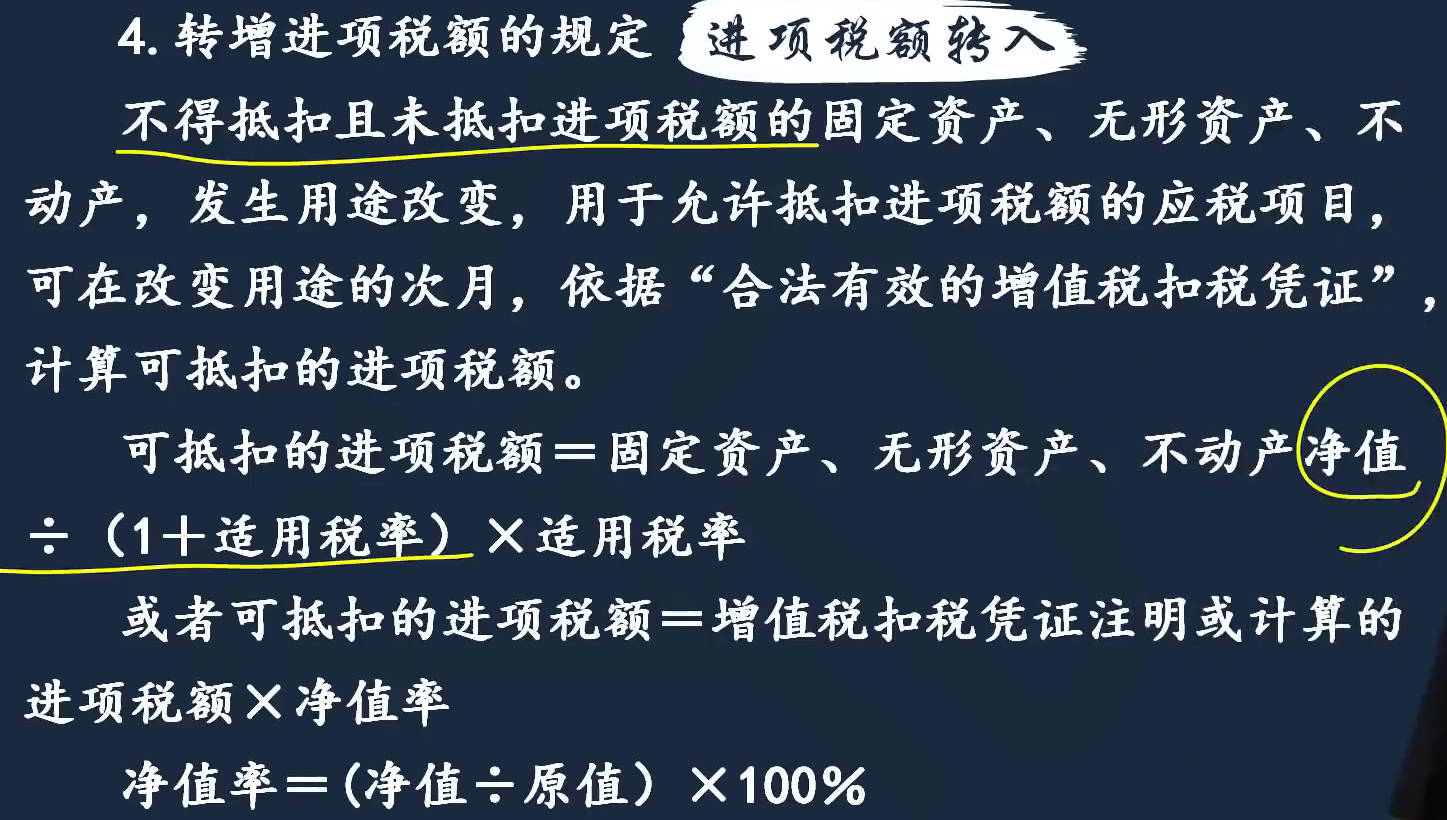 4.转增进项税额的规定 进项税额转入
不得抵扣且未抵扣进项税额的固定资产、无形资产、不
动产，发生用途改变，用于允许抵扣进项税额的应税项目，
可在改变用途的次月，依据“合法有效的增值税扣税凭证”，
计算可抵扣的进项税额。
可抵扣的进项税额＝固定资产、无形资产、不动产净值
÷（1＋适用税率）×适用税率
或者可抵扣的进项税额＝增值税扣税凭证注明或计算的
进项税额×净值率
净值率＝(净值÷原值）×100%